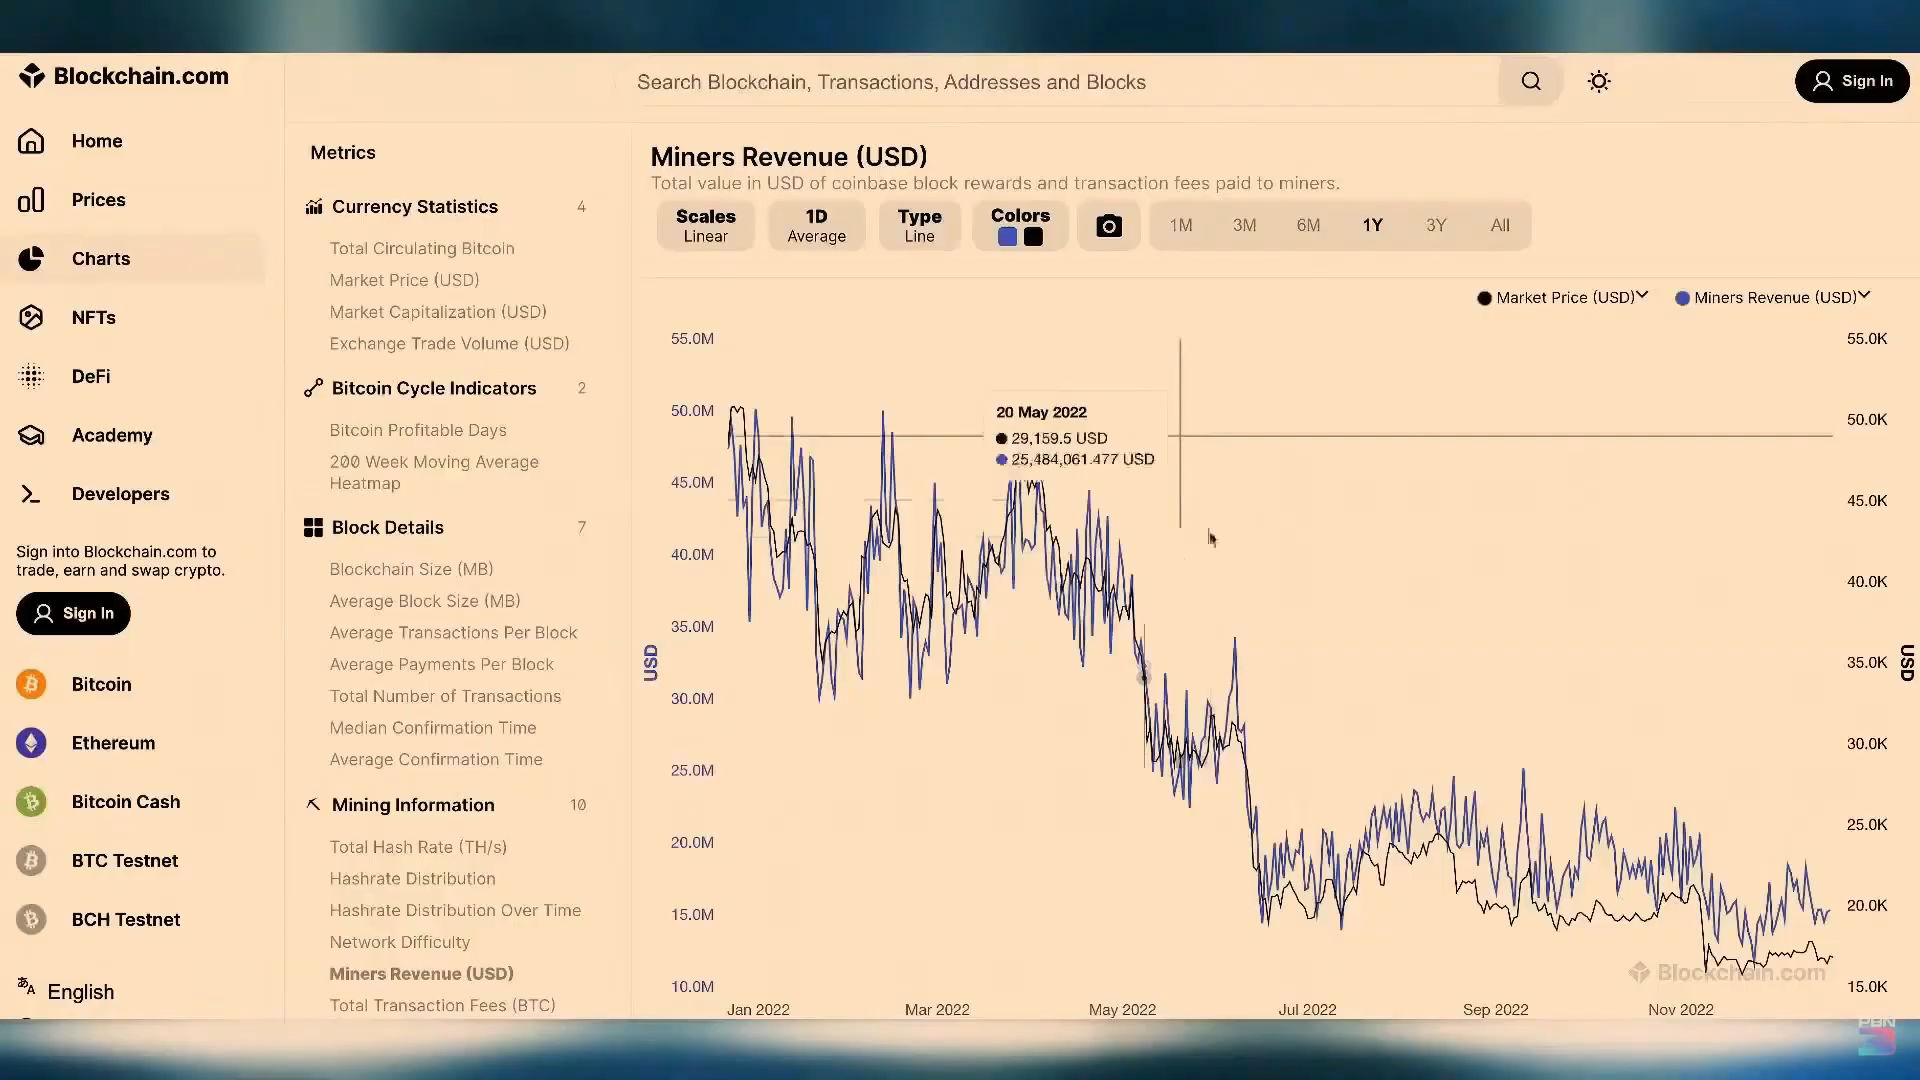 Blockchain.com
Search Blockchain, Transactions, Addresses and Blocks
Sign In
Home
Prices
Charts
NFTs
DeFi
Academy
Developers
Sign into Blockchain.com to
trade, earn and swap crypto.
Sign In
Bitcoin
Ethereum
Bitcoin Cash
BTC Testnet
BCH Testnet
English
Metrics
Currency Statistics 4
Total Circulating Bitcoin
Market Price (USD)
Market Capitalization (USD)
Exchange Trade Volume (USD)
Bitcoin Cycle Indicators 2
Bitcoin Profitable Days
200 Week Moving Average
Heatmap
Block Details 7
Blockchain Size (MB)
Average Block Size (MB)
Average Transactions Per Block
Average Payments Per Block
Total Number of Transactions
Median Confirmation Time
Average Confirmation Time
Mining Information 10
Total Hash Rate (TH/s)
Hashrate Distribution
Hashrate Distribution Over Time
Network Difficulty
Miners Revenue (USD)
Total Transaction Fees (BTC)
Miners Revenue (USD)
Total value in USD of coinbase block rewards and transaction fees paid to miners.
Scales
Linear
1D
Average
Type
Line
Colors
1M 3M 6M 1Y 3Y All
Market Price (USD) Miners Revenue (USD)
55.0M
50.0M
45.0M
40.0M
35.0M
30.0M
25.0M
20.0M
15.0M
10.0M
USD
20 May 2022
29,159.5 USD
25,484,061.477 USD
55.0K
50.0K
45.0K
40.0K
35.0K
30.0K
25.0K
20.0K
15.0K
USD
Blockchain.com
Jan 2022 Mar 2022 May 2022 Jul 2022 Sep 2022 Nov 2022
PBN